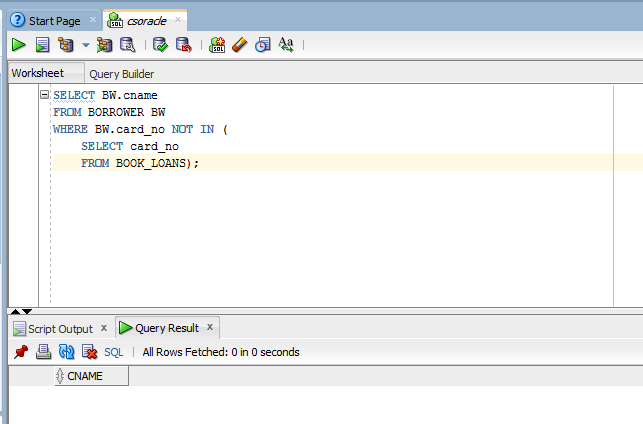 Start Page
csoracle
Worksheet
Query Builder
SELECT BW.cname
FROM BORROWER BW
WHERE BW.card_no NOT IN (
SELECT card_no
FROM BOOK_LOANS);
Script Output x
Query Result x
SQL | All Rows Fetched: 0 in 0 seconds
CNAME